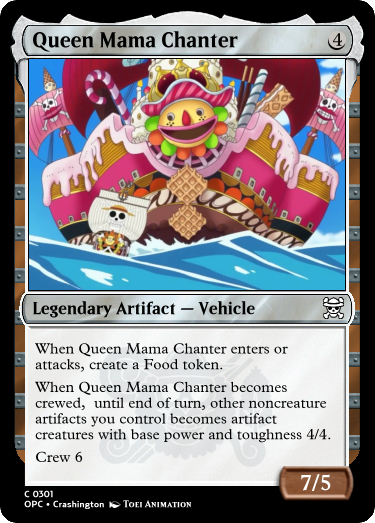 Queen Mama Chanter 4
Legendary Artifact — Vehicle
When Queen Mama Chanter enters or
attacks, create a Food token.
When Queen Mama Chanter becomes
crewed,  until end of turn, other noncreature
artifacts you control becomes artifact
creatures with base power and toughness 4/4.
Crew 6
7/5
C 0301
OPC • Crashington Toei Animation